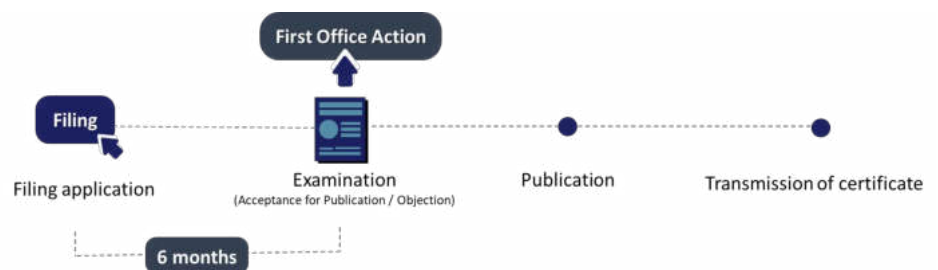 First Office Action
Filing
Filing application
Examination
(Acceptance for Publication / Objection)
Publication
Transmission of certificate
6 months